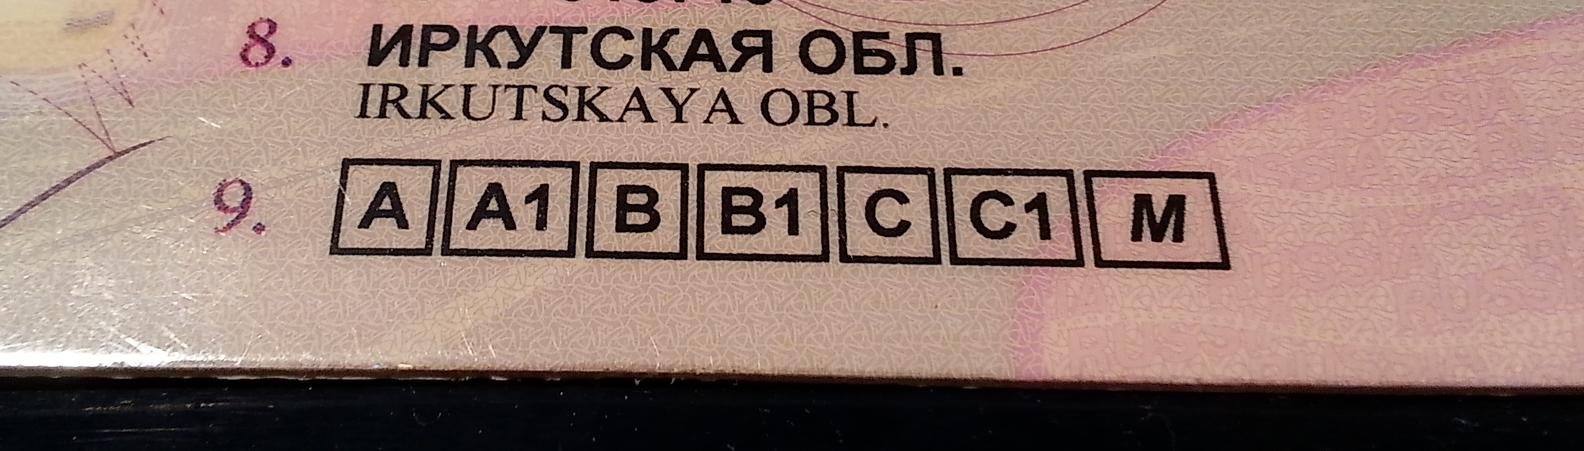 8. ИРКУТСКАЯ ОБЛ.
IRKUTSKAYA OBL.
9. A A1 B B1 C C1 M